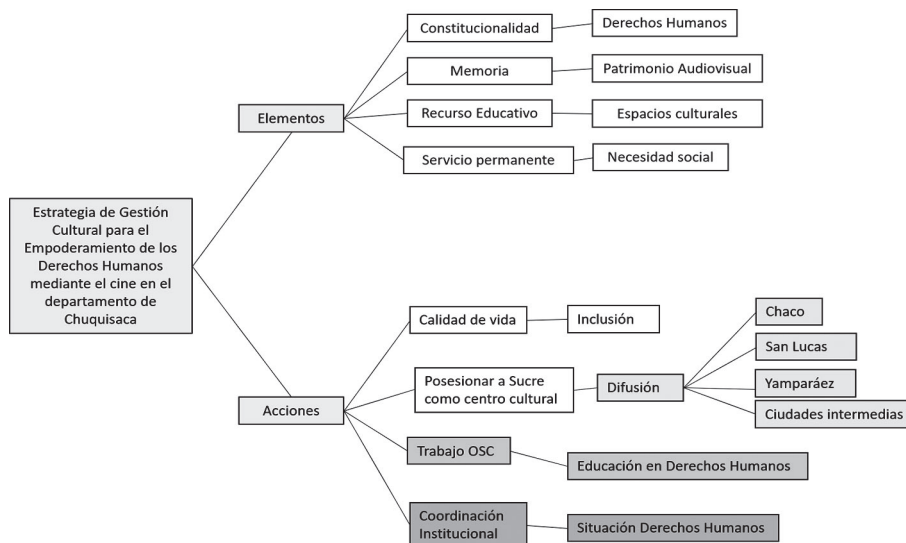 Estrategia de Gestión
Cultural para el
Empoderamiento de los
Derechos Humanos
mediante el cine en el
departamento de
Chuquisaca
Elementos
Constitucionalidad
Derechos Humanos
Memoria
Patrimonio Audiovisual
Recurso Educativo
Espacios culturales
Servicio permanente
Necesidad social
Acciones
Calidad de vida
Inclusión
Posesionar a Sucre
como centro cultural
Difusión
Chaco
San Lucas
Yamparáez
Ciudades intermedias
Trabajo OSC
Educación en Derechos Humanos
Coordinación
Institucional
Situación Derechos Humanos